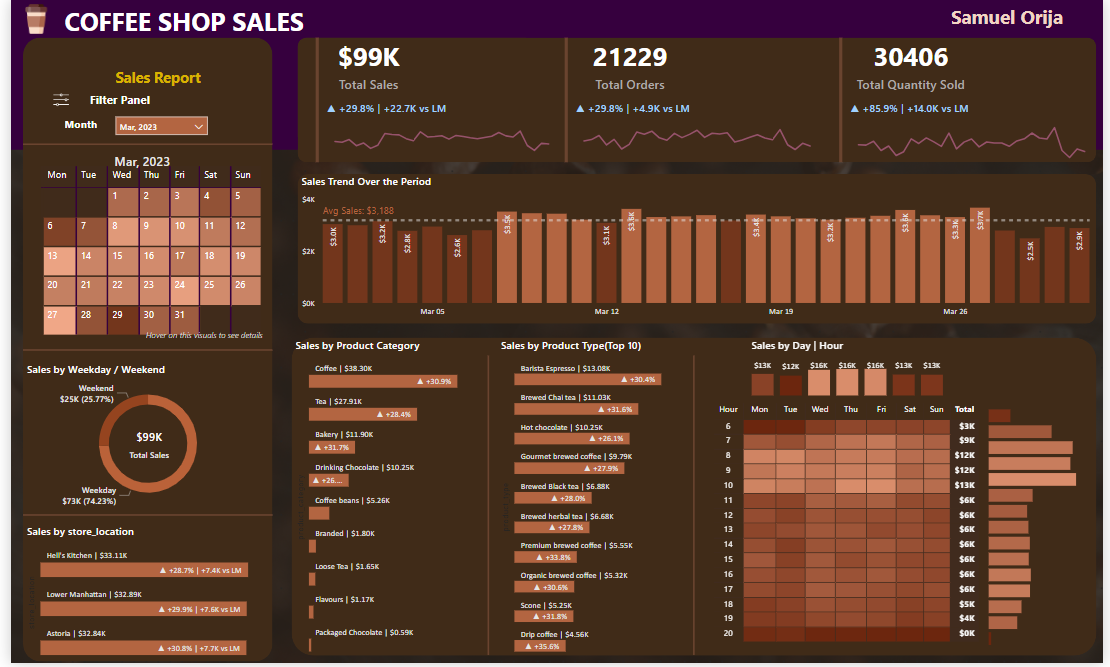 COFFEE SHOP SALES
Samuel Orija
Sales Report
Filter Panel
Month
Mar, 2023
Mar, 2023
Mon Tue Wed Thu Fri Sat Sun
1 2 3 4 5
6 7 8 9 10 11 12
13 14 15 16 17 18 19
20 21 22 23 24 25 26
27 28 29 30 31
Hover on this visuals to see details
Sales by Weekday / Weekend
Weekend
$25K (25.77%)
$99K
Total Sales
Weekday
$73K (74.23%)
Sales by store_location
Hell's Kitchen | $33.11K
▲ +28.7% | +7.4K vs LM
Lower Manhattan | $32.89K
▲ +29.9% | +7.6K vs LM
Astoria | $32.84K
▲ +30.8% | +7.7K vs LM
$99K
Total Sales
▲ +29.8% | +22.7K vs LM
21229
Total Orders
▲ +29.8% | +4.9K vs LM
30406
Total Quantity Sold
▲ +85.9% | +14.0K vs LM
Sales Trend Over the Period
$4K
$2K
$0K
Avg Sales: $3,188
$3.0K
$3.2K
$2.8K
$2.6K
$3.5K
$3.1K
$3.6K
$3.4K
$3.2K
$3.6K
$3.3K
$3.7K
$2.5K
$2.9K
Mar 05 Mar 12 Mar 19 Mar 26
Sales by Product Category
Coffee | $38.30K
▲ +30.9%
Tea | $27.91K
▲ +28.4%
Bakery | $11.90K
▲ +31.7%
Drinking Chocolate | $10.25K
▲ +26....
Coffee beans | $5.26K
Branded | $1.80K
Loose Tea | $1.65K
Flavours | $1.17K
Packaged Chocolate | $0.59K
Sales by Product Type(Top 10)
Barista Espresso | $13.08K
▲ +30.4%
Brewed Chai tea | $11.03K
▲ +31.6%
Hot chocolate | $10.25K
▲ +26.1%
Gourmet brewed coffee | $9.79K
▲ +27.9%
Brewed Black tea | $6.88K
▲ +28.0%
Brewed herbal tea | $6.68K
▲ +27.8%
Premium brewed coffee | $5.55K
▲ +33.8%
Organic brewed coffee | $5.32K
▲ +30.6%
Scone | $5.25K
▲ +31.8%
Drip coffee | $4.56K
▲ +35.6%
Sales by Day | Hour
$13K $12K $16K $16K $16K $13K $13K
Hour Mon Tue Wed Thu Fri Sat Sun Total
6 $3K
7 $9K
8 $12K
9 $12K
10 $13K
11 $6K
12 $6K
13 $6K
14 $6K
15 $6K
16 $6K
17 $6K
18 $5K
19 $4K
20 $0K